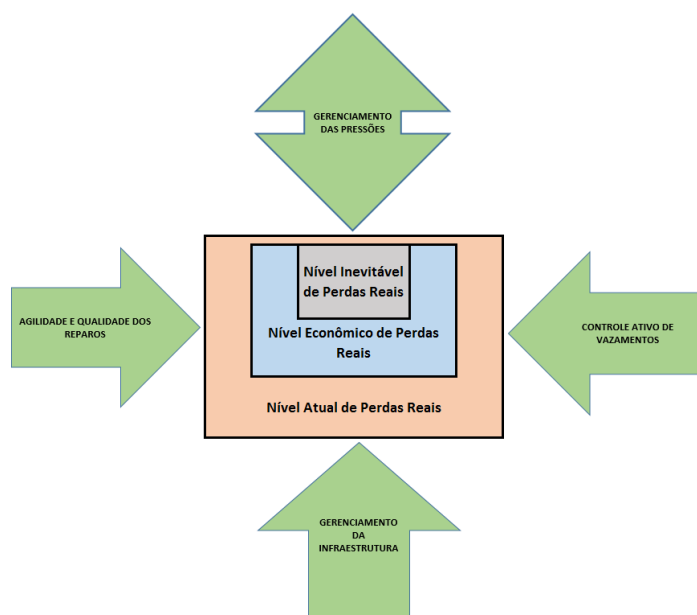 GERENCIAMENTO
DAS PRESSÕES
Nível Inevitável
de Perdas Reais
AGILIDADE E QUALIDADE DOS
REPAROS
Nível Econômico de Perdas
Reais
CONTROLE ATIVO DE
VAZAMENTOS
Nível Atual de Perdas Reais
GERENCIAMENTO
DA
INFRAESTRUTURA